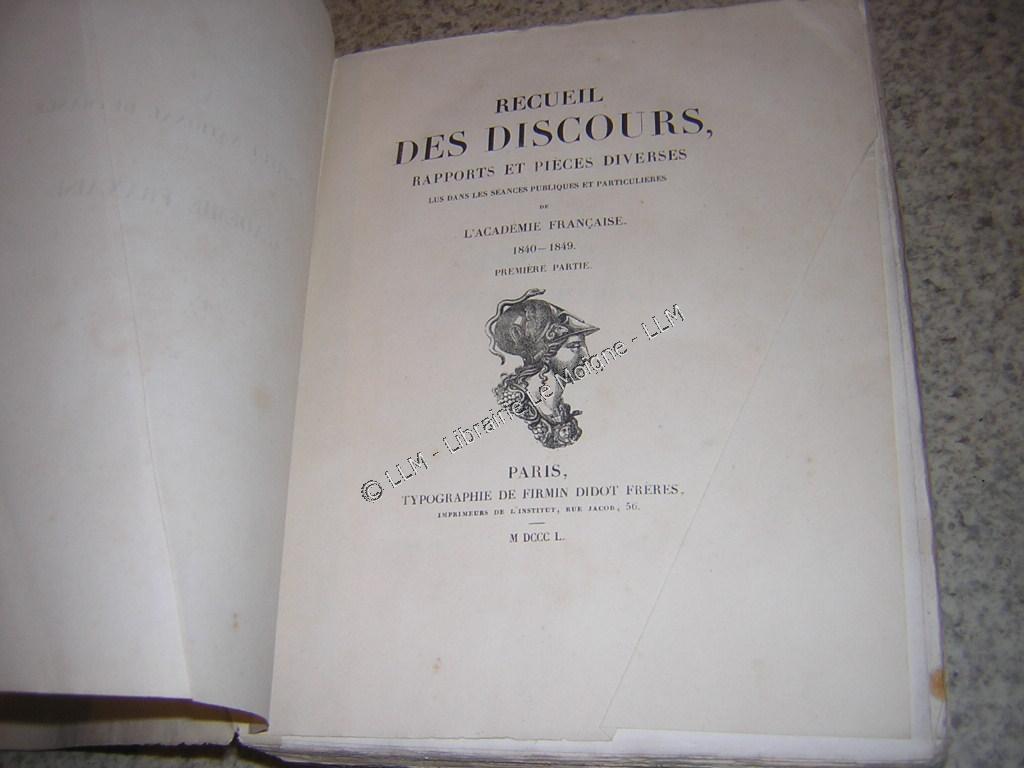 RECUEIL
DES DISCOURS,
RAPPORTS ET PIÈCES DIVERSES
LUS DANS LES SÉANCES PUBLIQUES ET PARTICULIÈRES
DE
L'ACADÉMIE FRANÇAISE.
1840–1849.
PREMIÈRE PARTIE.
© LLM - Librairie Le Moigne - LLM
PARIS,
TYPOGRAPHIE DE FIRMIN DIDOT FRÈRES,
IMPRIMEURS DE L'INSTITUT, RUE JACOB, 56.
M DCCC L.